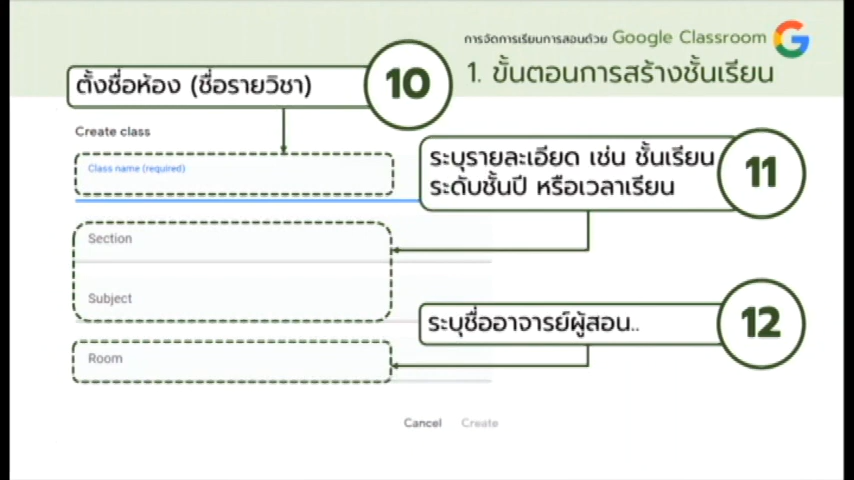 การจัดการเรียนการสอนด้วย Google Classroom
1. ขั้นตอนการสร้างชั้นเรียน
ตั้งชื่อห้อง (ชื่อรายวิชา)
10
Create class
Class name (required)
ระบุรายละเอียด เช่น ชั้นเรียน
ระดับชั้นปี หรือเวลาเรียน
11
Section
Subject
ระบุชื่ออาจารย์ผู้สอน..
12
Room
Cancel Create